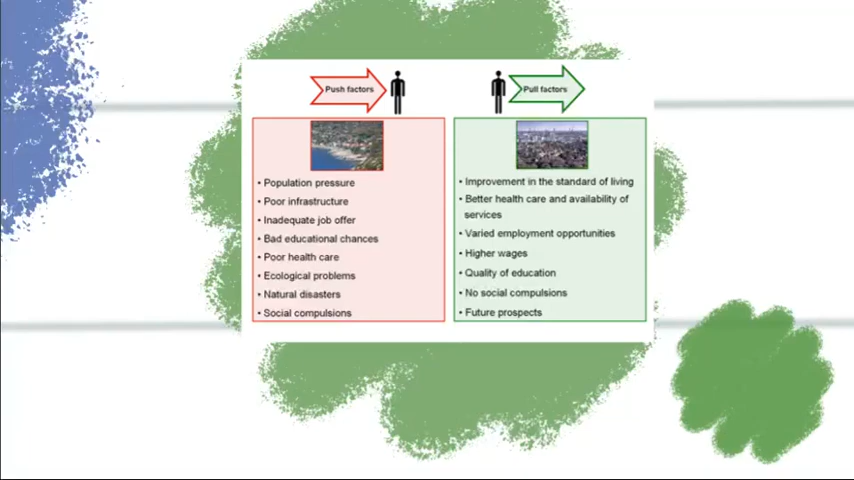 Push factors
Pull factors
• Population pressure
• Poor infrastructure
• Inadequate job offer
• Bad educational chances
• Poor health care
• Ecological problems
• Natural disasters
• Social compulsions
• Improvement in the standard of living
• Better health care and availability of
services
• Varied employment opportunities
• Higher wages
• Quality of education
• No social compulsions
• Future prospects